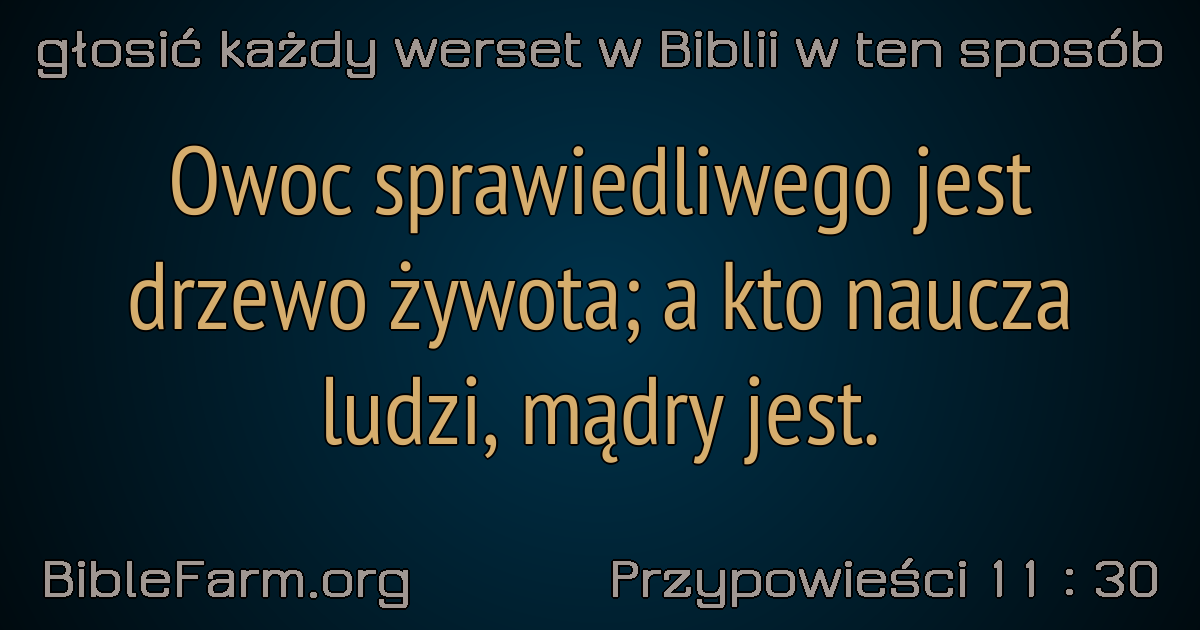 głosić każdy werset w Biblii w ten sposób
Owoc sprawiedliwego jest
drzewo żywota; a kto naucza
ludzi, mądry jest.
BibleFarm.org
Przypowieści 11 : 30